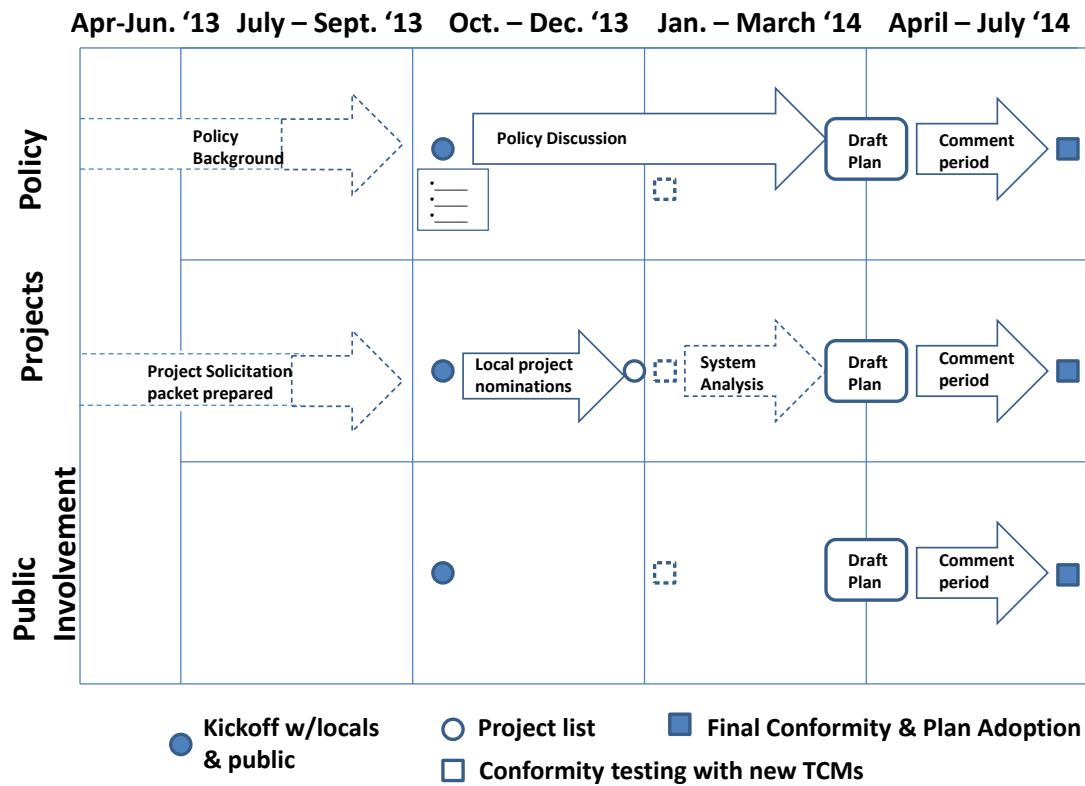 Apr-Jun. ‘13 July – Sept. ‘13 Oct. – Dec. ‘13 Jan. – March ‘14 April – July ‘14
Policy
Policy
Background
Policy Discussion
Draft
Plan
Comment
period
Projects
Project Solicitation
packet prepared
Local project
nominations
System
Analysis
Draft
Plan
Comment
period
Public
Involvement
Draft
Plan
Comment
period
Kickoff w/locals
& public
Project list
Final Conformity & Plan Adoption
Conformity testing with new TCMs